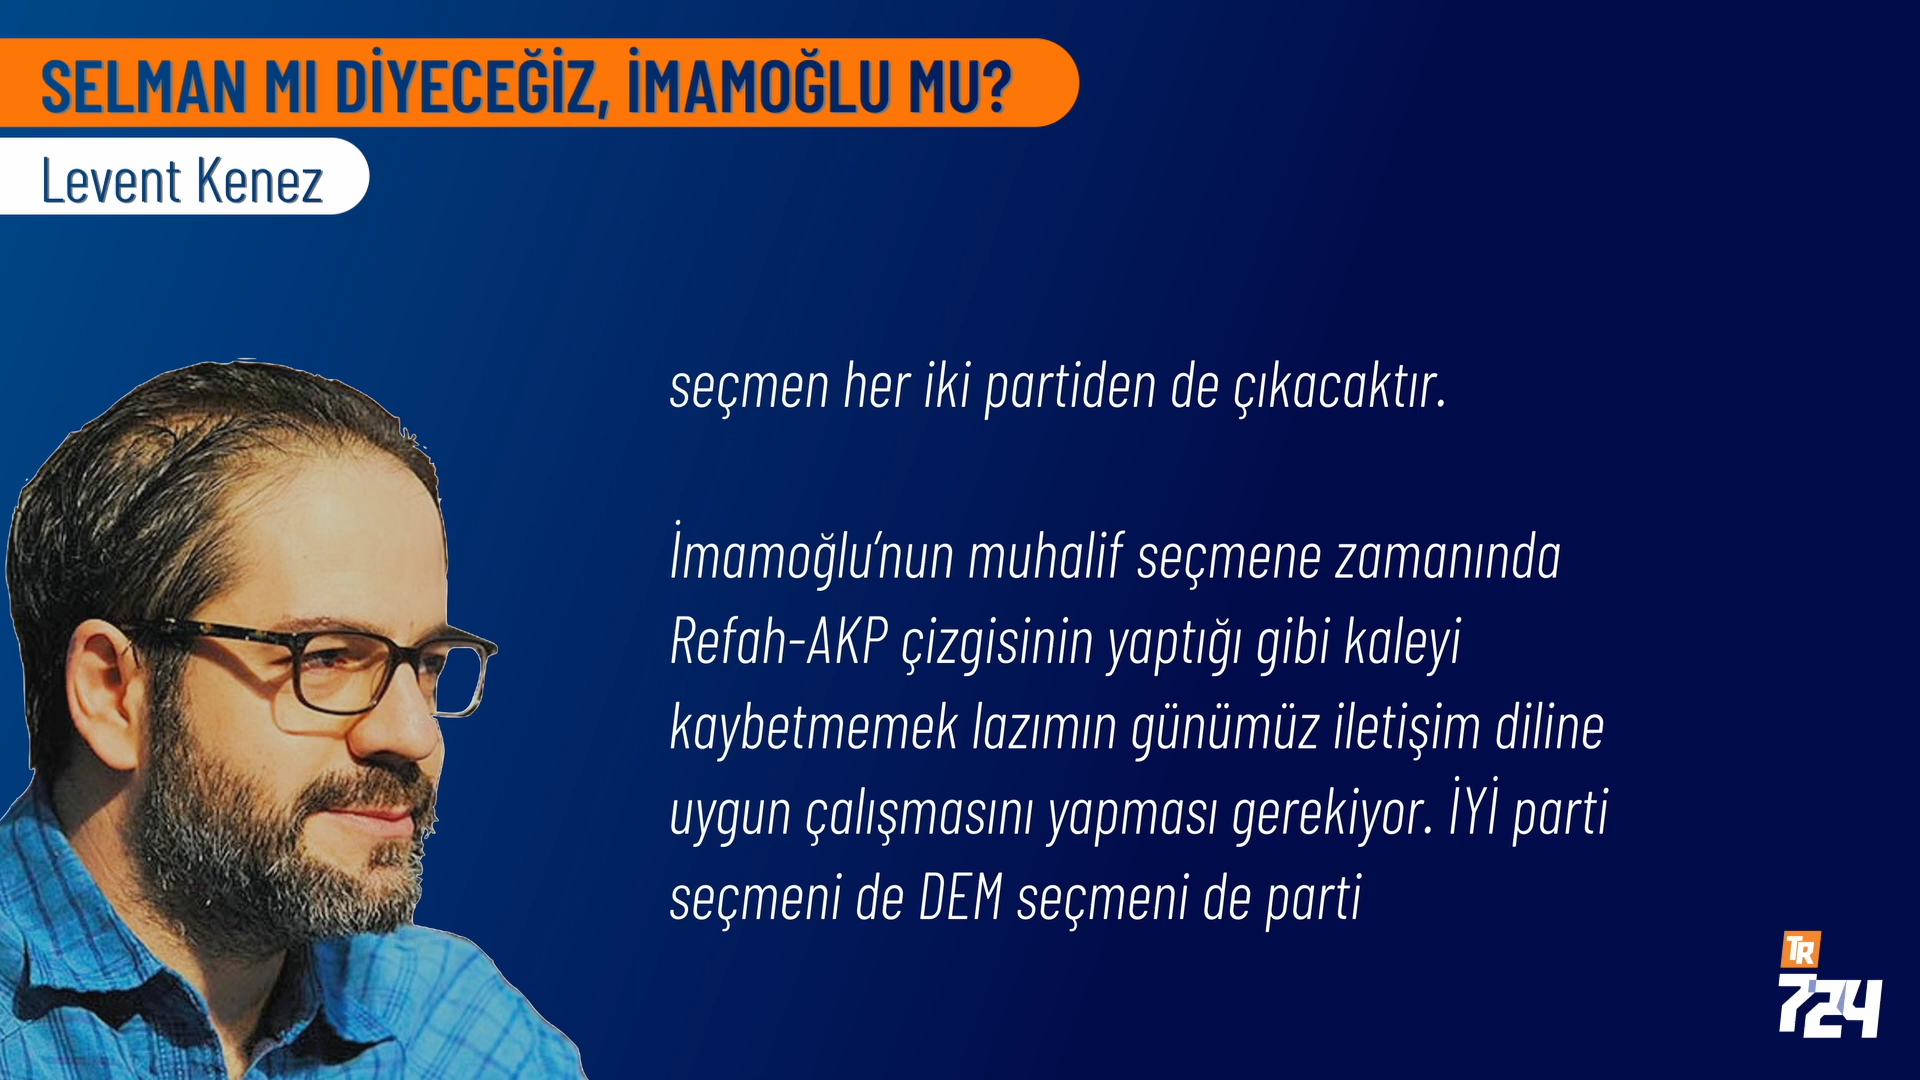 SELMAN MI DİYECEĞİZ, İMAMOĞLU MU?
Levent Kenez
seçmen her iki partiden de çıkacaktır.
İmamoğlu’nun muhalif seçmene zamanında
Refah-AKP çizgisinin yaptığı gibi kaleyi
kaybetmemek lazımın günümüz iletişim diline
uygun çalışmasını yapması gerekiyor. İYİ parti
seçmeni de DEM seçmeni de parti
TR
724